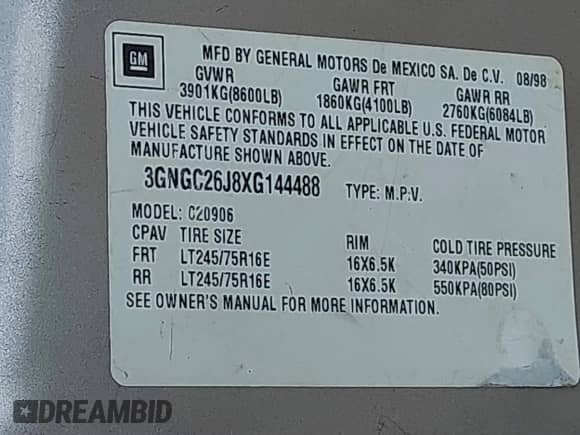 GM
MFD BY GENERAL MOTORS De MEXICO SA. De C.V. 08/98
GVWR GAWR FRT GAWR RR
3901KG(8600LB) 1860KG(4100LB) 2760KG(6084LB)
THIS VEHICLE CONFORMS TO ALL APPLICABLE U.S. FEDERAL MOTOR
VEHICLE SAFETY STANDARDS IN EFFECT ON THE DATE OF
MANUFACTURE SHOWN ABOVE.
3GNGC26J8XG144488 TYPE: M.P.V.
MODEL: C20906
CPAV TIRE SIZE RIM COLD TIRE PRESSURE
FRT LT245/75R16E 16X6.5K 340KPA(50PSI)
RR LT245/75R16E 16X6.5K 550KPA(80PSI)
SEE OWNER'S MANUAL FOR MORE INFORMATION.
DREAMBID